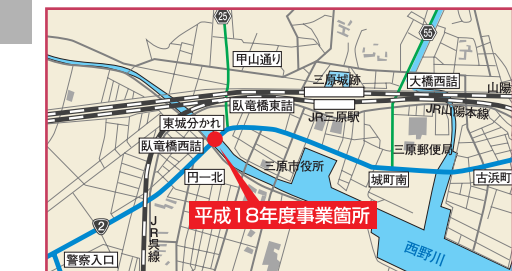 25
55
甲山通り
三原城跡
大橋西詰
山陽
臥竜橋東詰
JR山陽本線
JR三原駅
東城分かれ
臥竜橋西詰
三原郵便局
三原市役所
円一北
城町南
古浜町
平成18年度事業箇所
2
JR呉線
西野川
警察入口